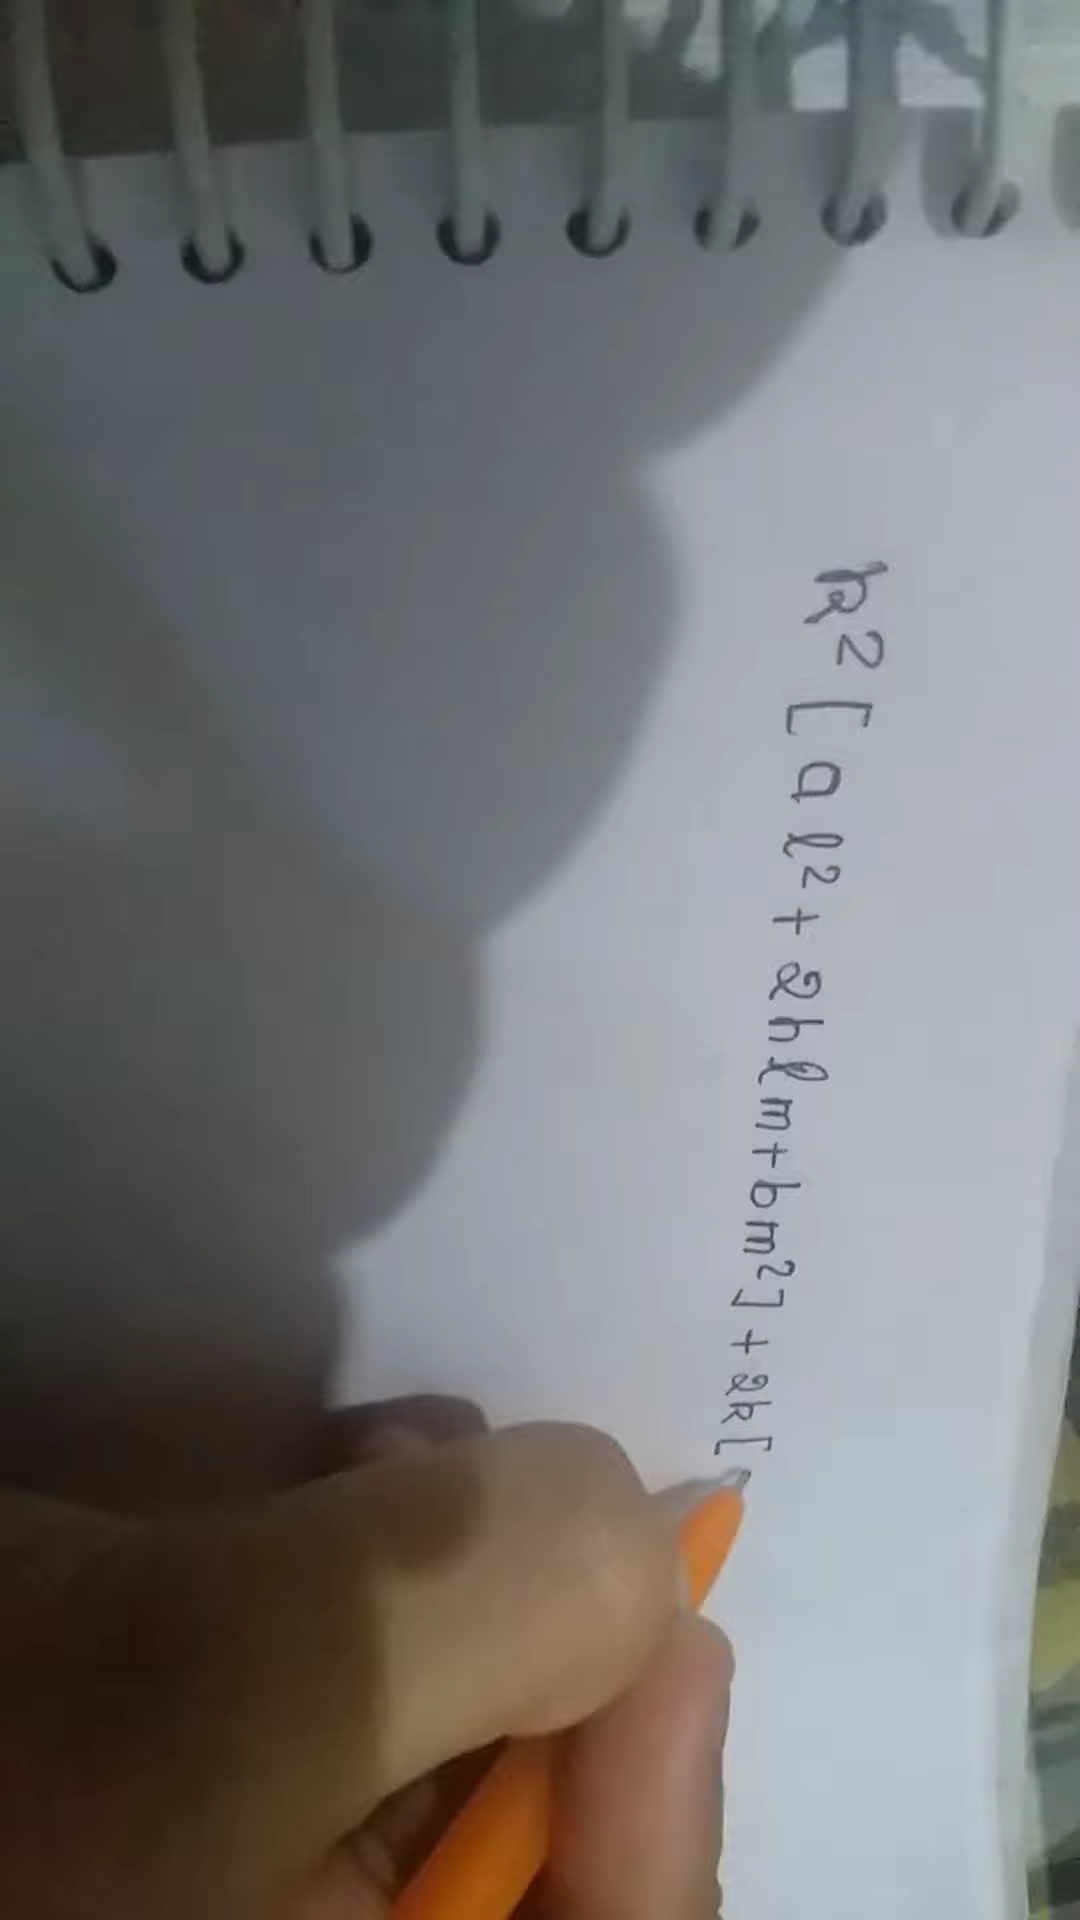 r² [ al² + 2hlm + bm² ] + 2r [